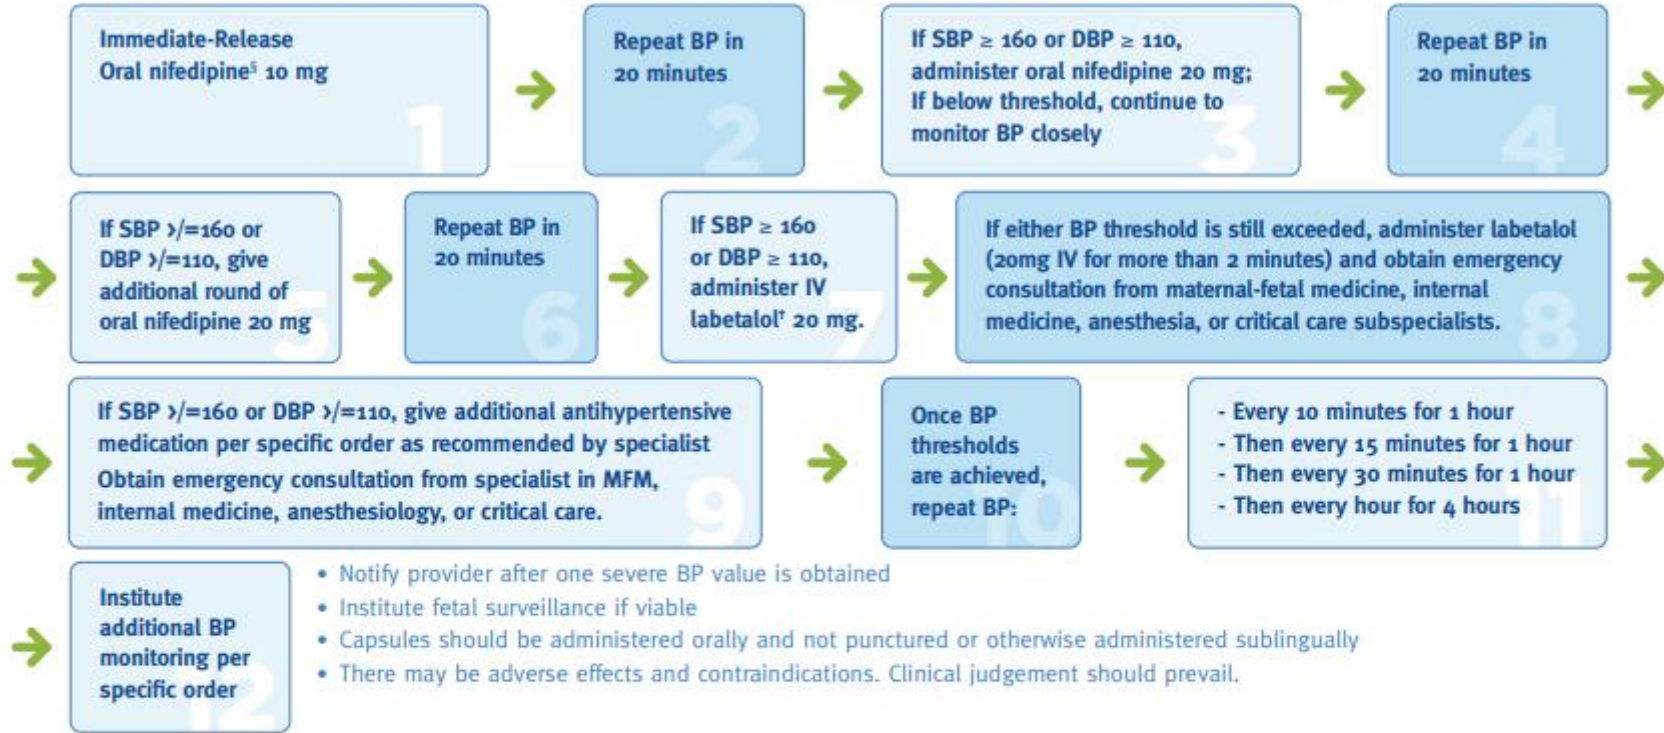 Immediate-Release
Oral nifedipine§ 10 mg
1
Repeat BP in
20 minutes
2
If SBP ≥ 160 or DBP ≥ 110,
administer oral nifedipine 20 mg;
If below threshold, continue to
monitor BP closely
3
Repeat BP in
20 minutes
4
If SBP >/=160 or
DBP >/=110, give
additional round of
oral nifedipine 20 mg
5
Repeat BP in
20 minutes
6
If SBP ≥ 160
or DBP ≥ 110,
administer IV
labetalol† 20 mg.
7
If either BP threshold is still exceeded, administer labetalol
(20mg IV for more than 2 minutes) and obtain emergency
consultation from maternal-fetal medicine, internal
medicine, anesthesia, or critical care subspecialists.
8
If SBP >/=160 or DBP >/=110, give additional antihypertensive
medication per specific order as recommended by specialist
Obtain emergency consultation from specialist in MFM,
internal medicine, anesthesiology, or critical care.
9
Once BP
thresholds
are achieved,
repeat BP:
10
- Every 10 minutes for 1 hour
- Then every 15 minutes for 1 hour
- Then every 30 minutes for 1 hour
- Then every hour for 4 hours
11
Institute
additional BP
monitoring per
specific order
12
• Notify provider after one severe BP value is obtained
• Institute fetal surveillance if viable
• Capsules should be administered orally and not punctured or otherwise administered sublingually
• There may be adverse effects and contraindications. Clinical judgement should prevail.